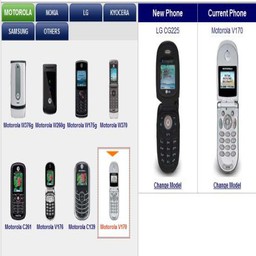 MOTOROLA NOKIA LG KYOCERA
SAMSUNG OTHERS
Motorola W376g Motorola W260g Motorola W175g Motorola W370
Motorola C261 Motorola V176 Motorola C139 Motorola V170
New Phone Current Phone
LG CG225 Motorola V170
Change Model Change Model